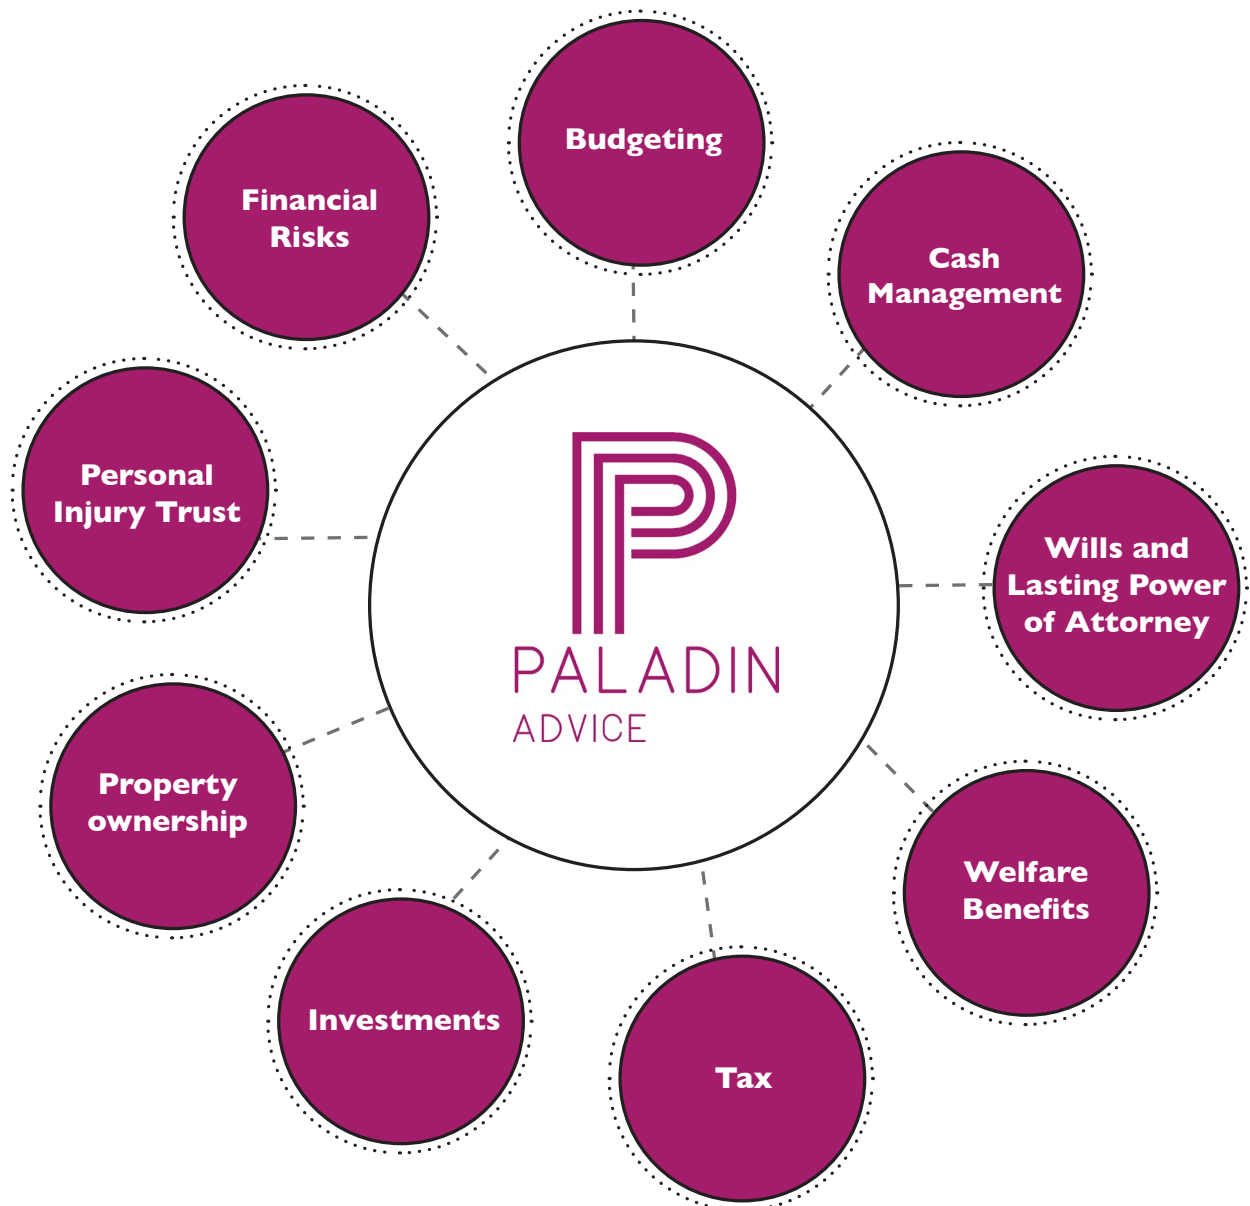 Budgeting
Cash
Management
Wills and
Lasting Power
of Attorney
Welfare
Benefits
Tax
Investments
Property
ownership
Personal
Injury Trust
Financial
Risks
PALADIN
ADVICE